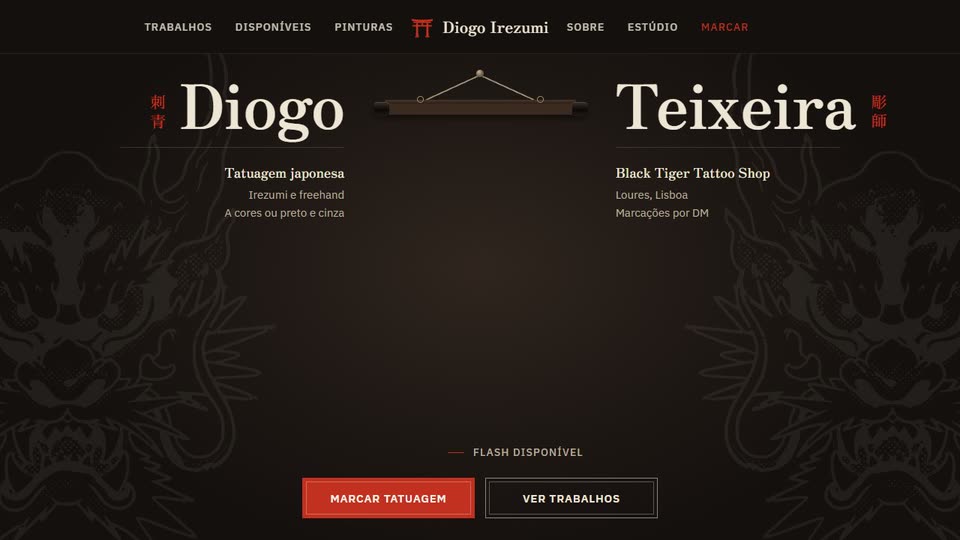 TRABALHOS DISPONÍVEIS PINTURAS Diogo Irezumi SOBRE ESTÚDIO MARCAR
刺青
Diogo
Teixeira
彫師
Tatuagem japonesa
Irezumi e freehand
A cores ou preto e cinza
Black Tiger Tattoo Shop
Loures, Lisboa
Marcações por DM
FLASH DISPONÍVEL
MARCAR TATUAGEM
VER TRABALHOS